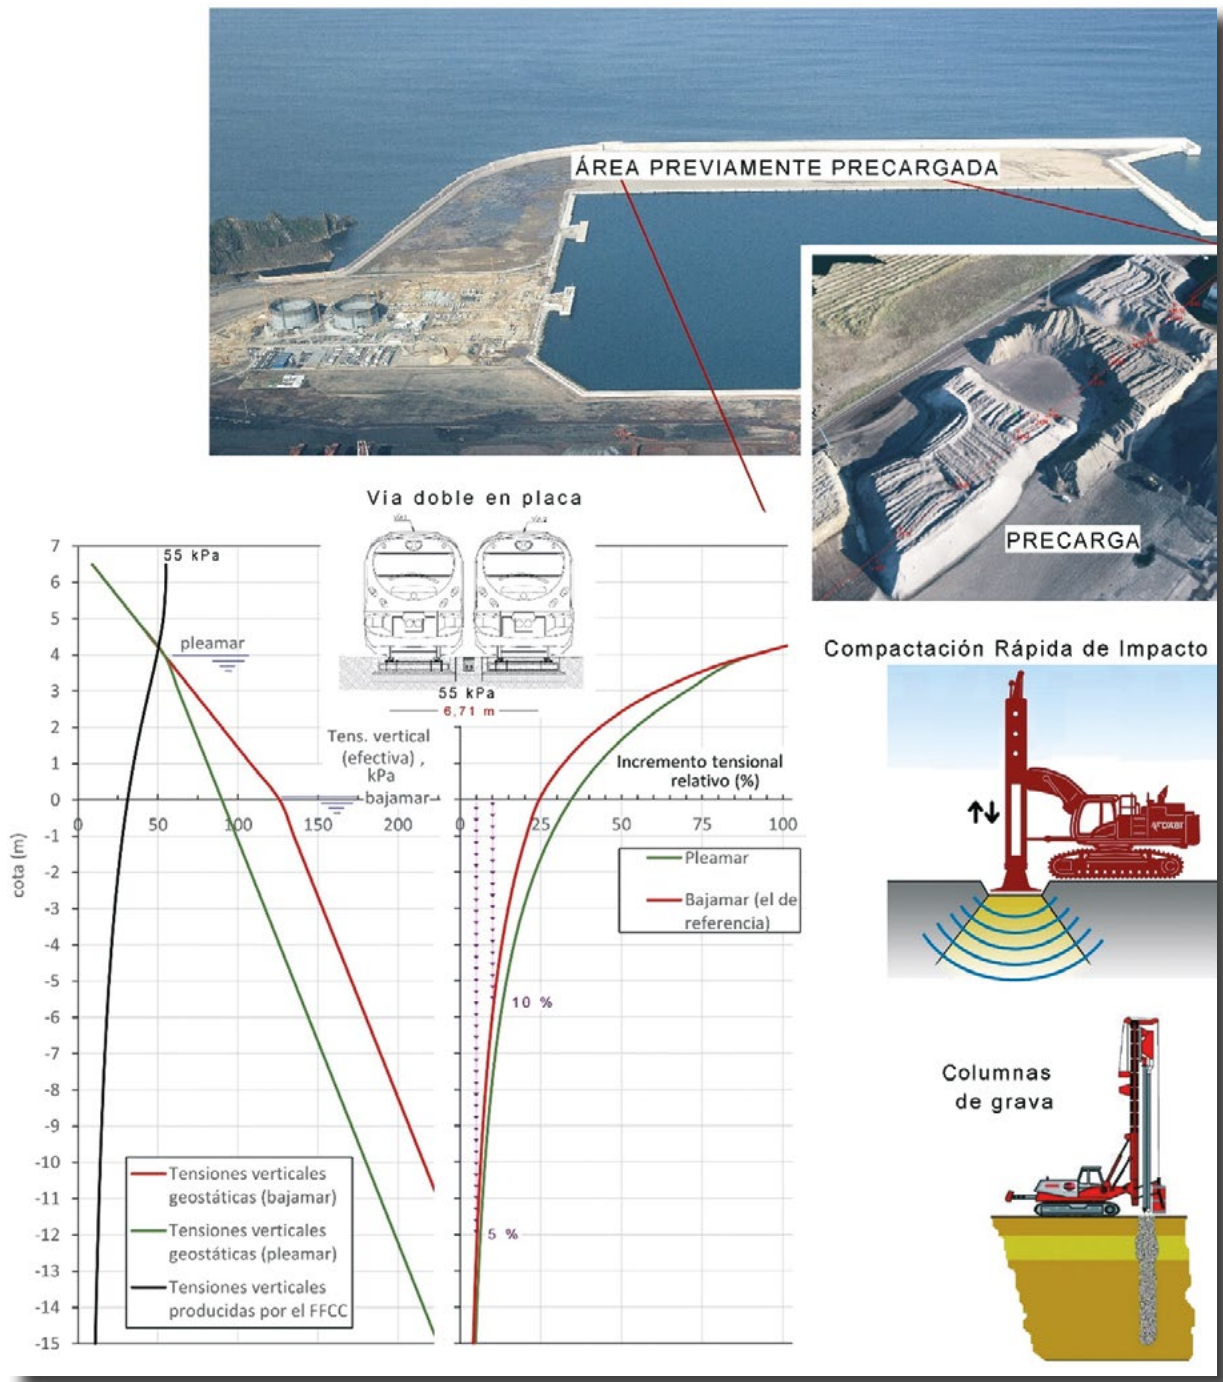 ÁREA PREVIAMENTE PRECARGADA
PRECARGA
Vía doble en placa
55 kPa
6,71 m
7
6
5
4
3
2
1
0
-1
-2
-3
-4
-5
-6
-7
-8
-9
-10
-11
-12
-13
-14
-15
cota (m)
55 kPa
pleamar
Tens. vertical
(efectiva) ,
kPa
bajamar
0 50 100 150 200
Tensiones verticales
geostáticas (bajamar)
Tensiones verticales
geostáticas (pleamar)
Tensiones verticales
producidas por el FFCC
Incremento tensional
relativo (%)
0 25 50 75 100
Pleamar
Bajamar (el de
referencia)
10 %
5 %
Compactación Rápida de Impacto
Columnas
de grava